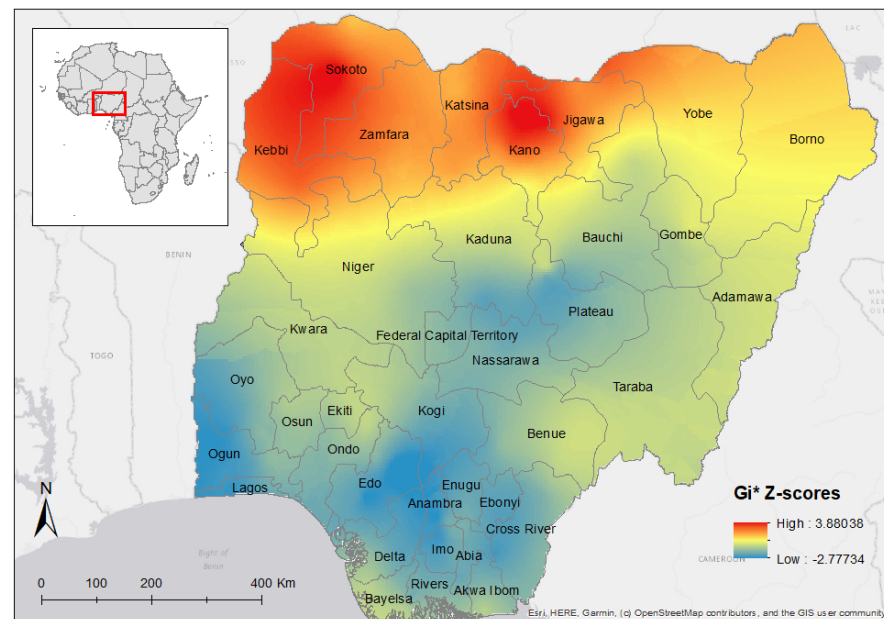 LAC
SSO
Sokoto
Katsina
Jigawa
Yobe
Zamfara
Borno
Kebbi
Kano
Kaduna
Bauchi
Gombe
BENIN
Niger
Adamawa
Plateau
Kwara
Federal Capital Territory
TOGO
Nassarawa
Oyo
Taraba
Ekiti
Kogi
Osun
Benue
Ondo
Ogun
Edo
Enugu
Lagos
Anambra
Ebonyi
Cross River
N
Gi* Z-scores
High : 3.88038
Low : -2.77734
Bight of
Benin
Delta
Imo
Abia
CAMEROON
Rivers
Akwa Ibom
Bayelsa
0 100 200 400 Km
Esri, HERE, Garmin, (c) OpenStreetMap contributors, and the GIS user community